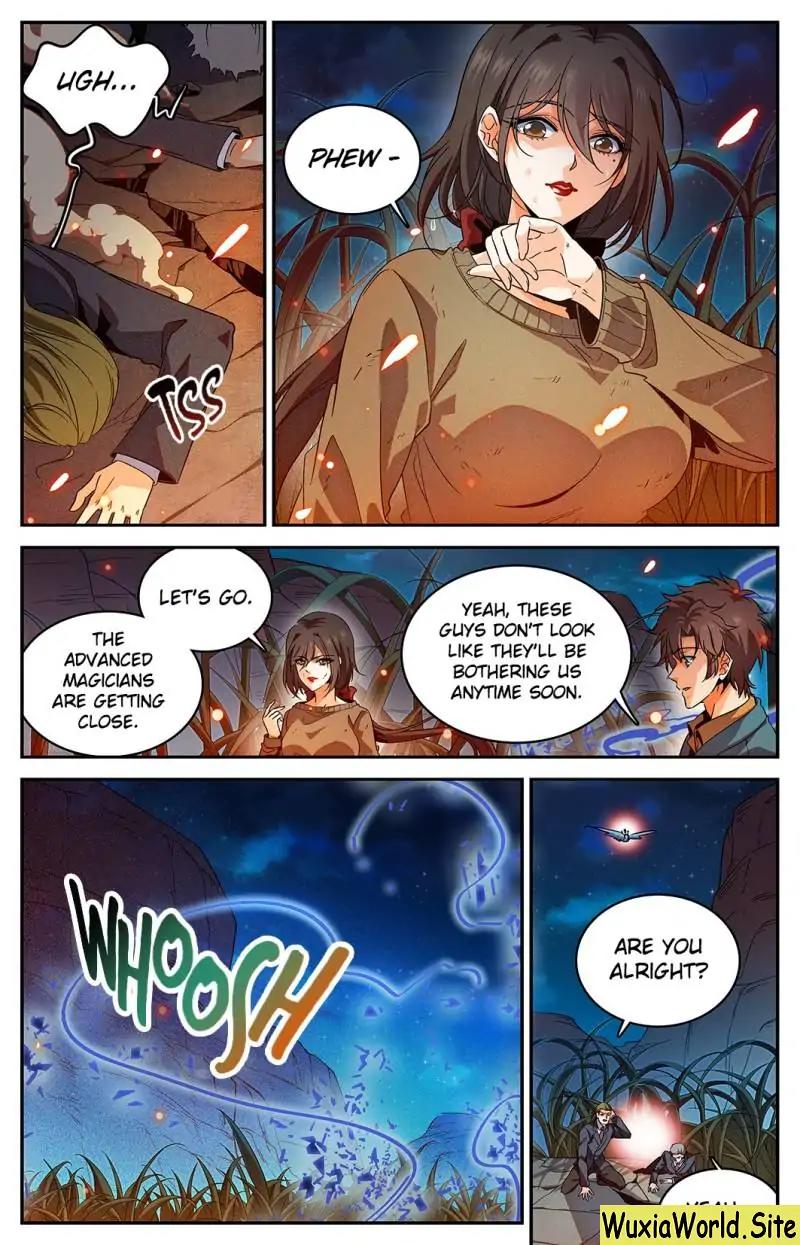 UGH...
PHEW -
TSS
LET'S GO.
THE
ADVANCED
MAGICIANS
ARE GETTING
CLOSE.
YEAH, THESE
GUYS DON'T LOOK
LIKE THEY'LL BE
BOTHERING US
ANYTIME SOON.
WHOOSH
ARE YOU
ALRIGHT?
YEAH
WuxiaWorld.Site